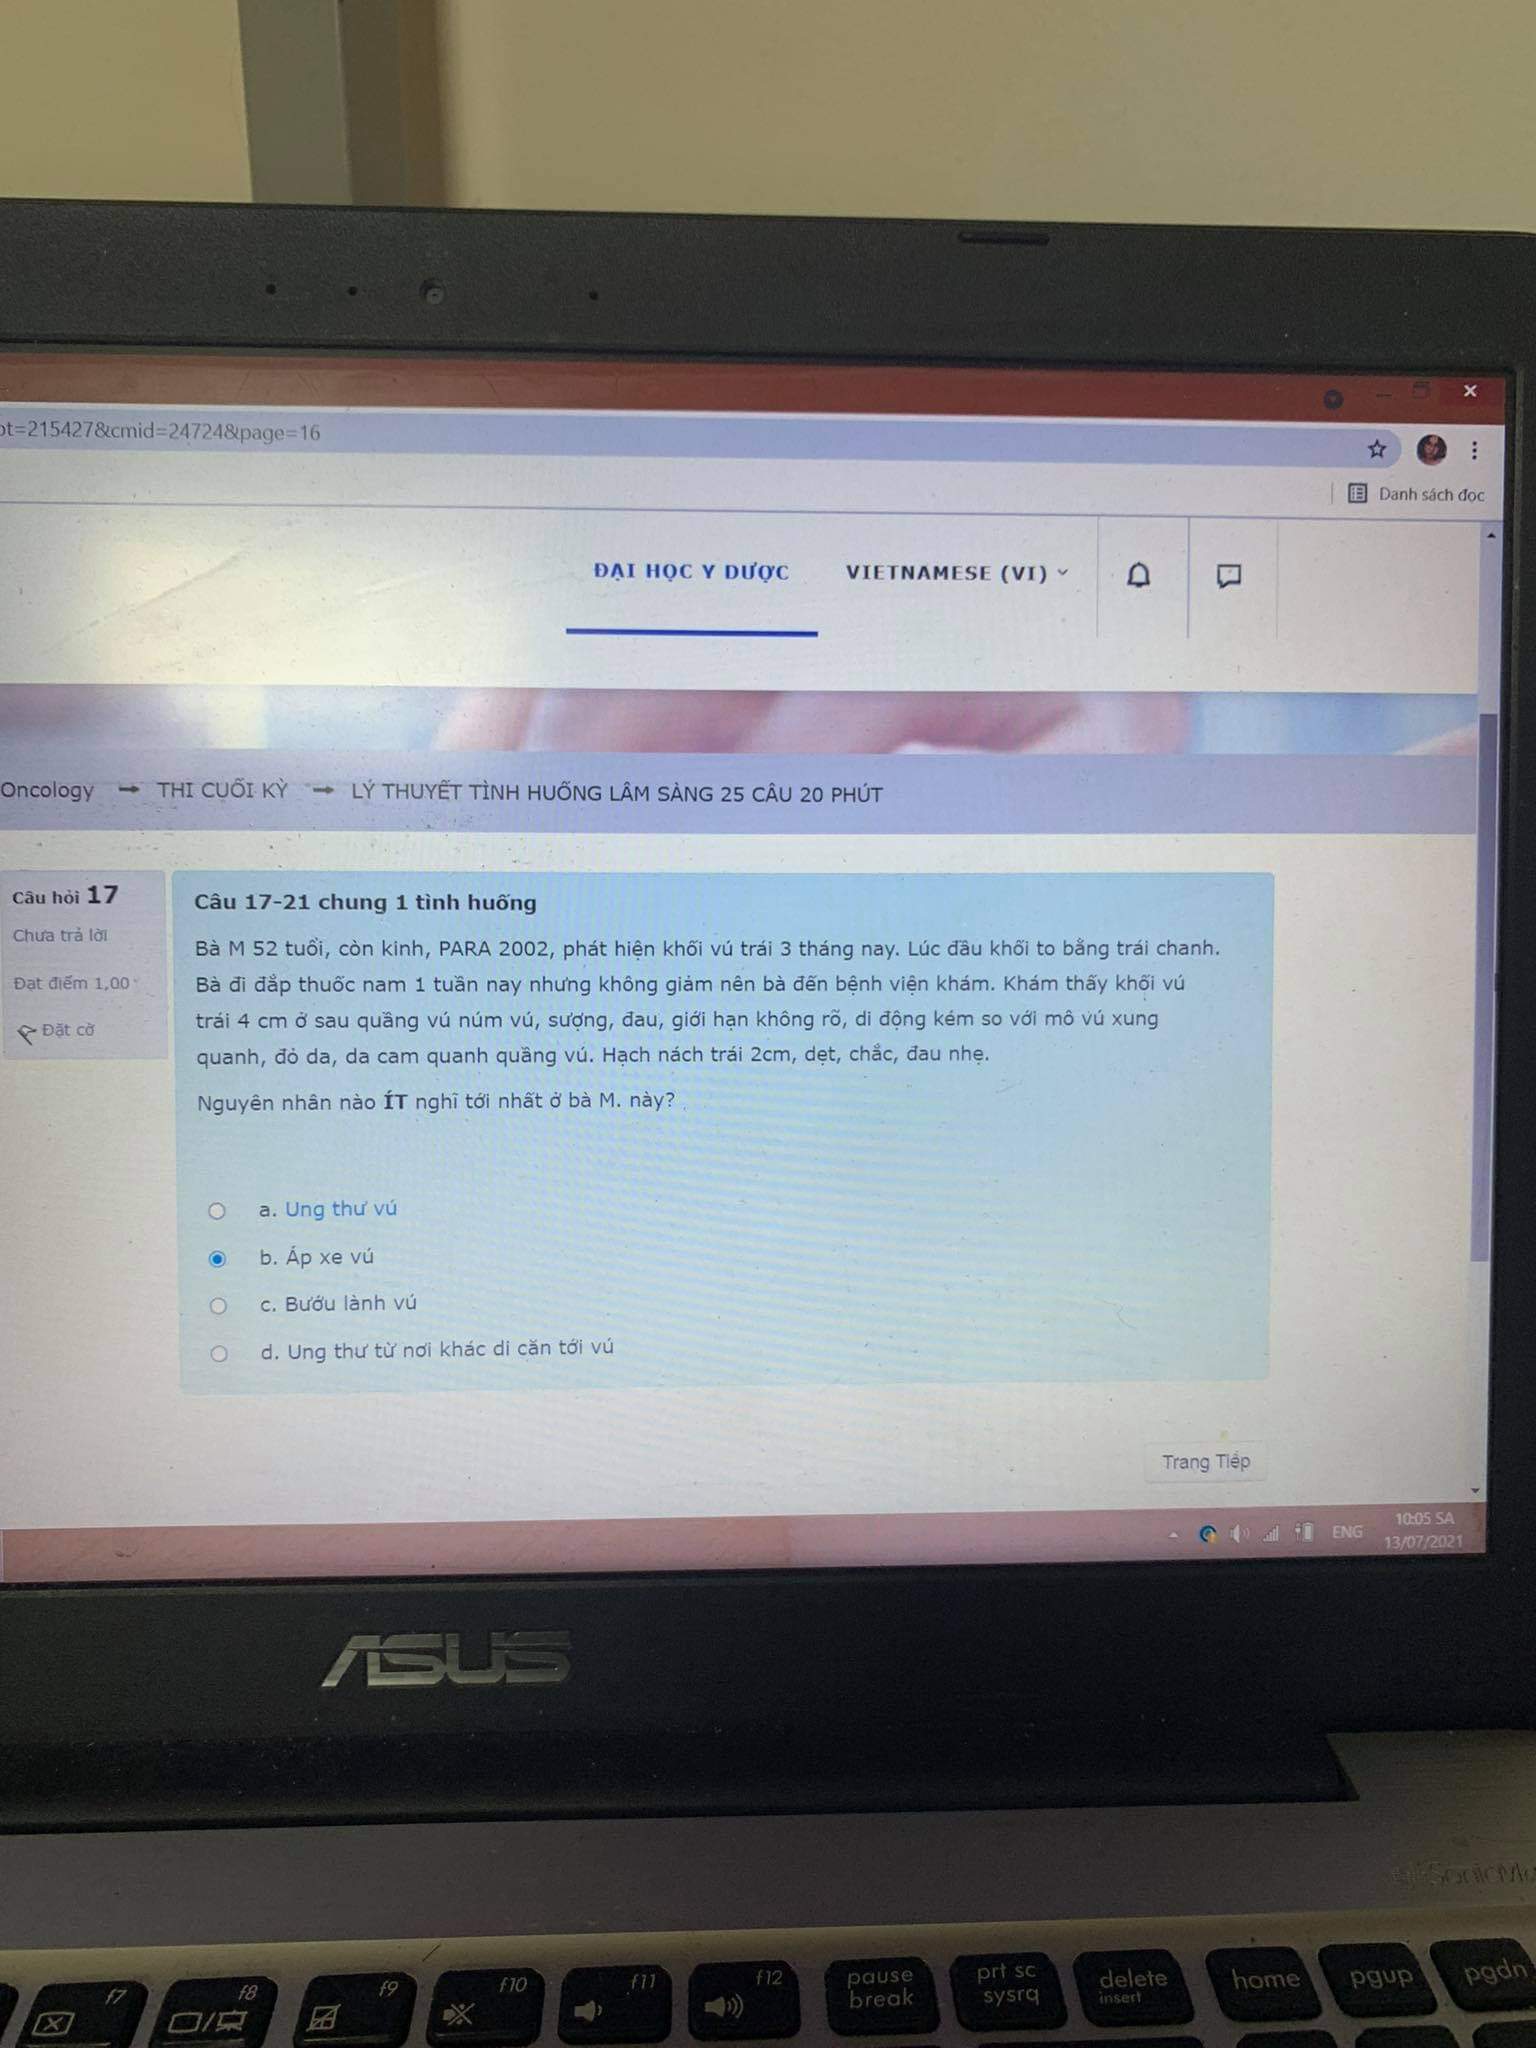 ot=215427&cmid=24724&page=16
Danh sách đọc
ĐẠI HỌC Y DƯỢC
VIETNAMESE (VI)
Oncology → THI CUỐI KỲ → LÝ THUYẾT TÌNH HUỐNG LÂM SÀNG 25 CÂU 20 PHÚT
Câu hỏi 17
Chưa trả lời
Đạt điểm 1,00
Đặt cờ
Câu 17-21 chung 1 tình huống
Bà M 52 tuổi, còn kinh, PARA 2002, phát hiện khối vú trái 3 tháng nay. Lúc đầu khối to bằng trái chanh.
Bà đi đắp thuốc nam 1 tuần nay nhưng không giảm nên bà đến bệnh viện khám. Khám thấy khối vú
trái 4 cm ở sau quầng vú núm vú, sượng, đau, giới hạn không rõ, di động kém so với mô vú xung
quanh, đỏ da, da cam quanh quầng vú. Hạch nách trái 2cm, dẹt, chắc, đau nhẹ.
Nguyên nhân nào ÍT nghĩ tới nhất ở bà M. này?
a. Ung thư vú
b. Áp xe vú
c. Bướu lành vú
d. Ung thư từ nơi khác di căn tới vú
Trang Tiếp
ENG
10:05 SA
13/07/2021
ASUS
f7
f8
f9
f10
f11
f12
pause
break
prt sc
sysrq
delete
insert
home
pgup
pgdn